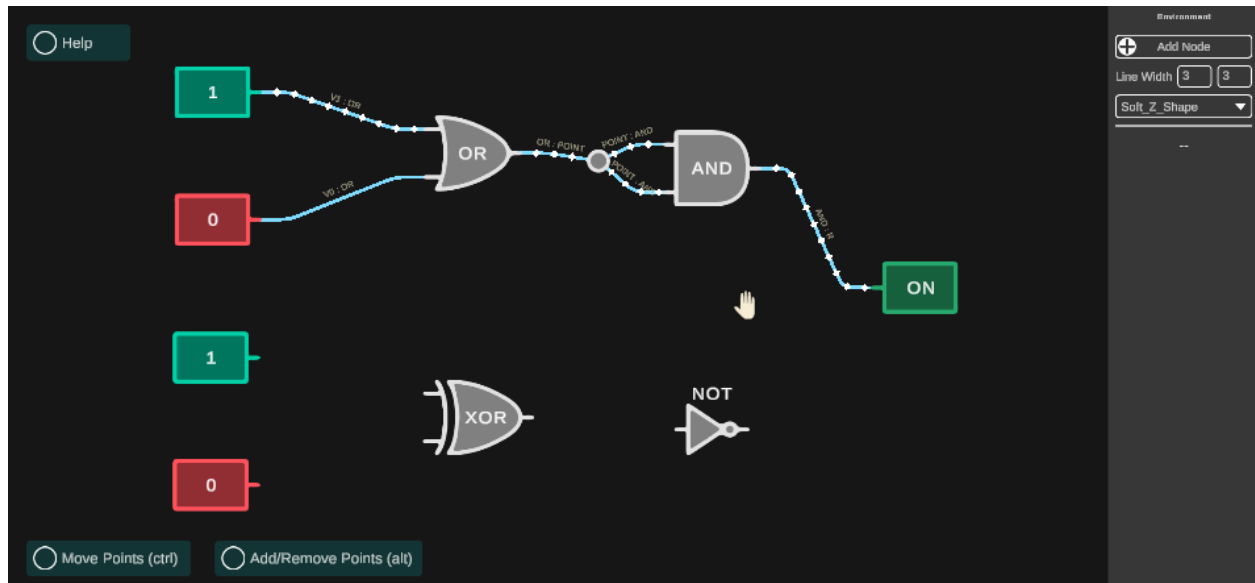 Environment
Help
Add Node
Line Width 3 3
1
V1 : OR
Soft_Z_Shape
OR
OR : POINT
POINT : AND
POINT : AND
AND
--
0
V0 : OR
AND : R
ON
1
NOT
XOR
0
Move Points (ctrl)
Add/Remove Points (alt)